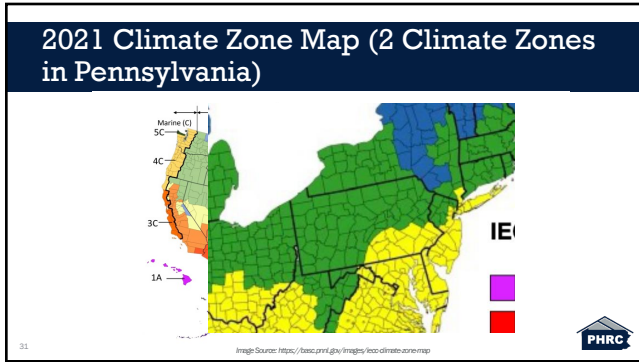 2021 Climate Zone Map (2 Climate Zones
in Pennsylvania)
Marine (C)
5C
4C
3C
1A
IE
31
Image Source: https://basc.pnnl.gov/images/iecc-climate-zone-map
PHRC